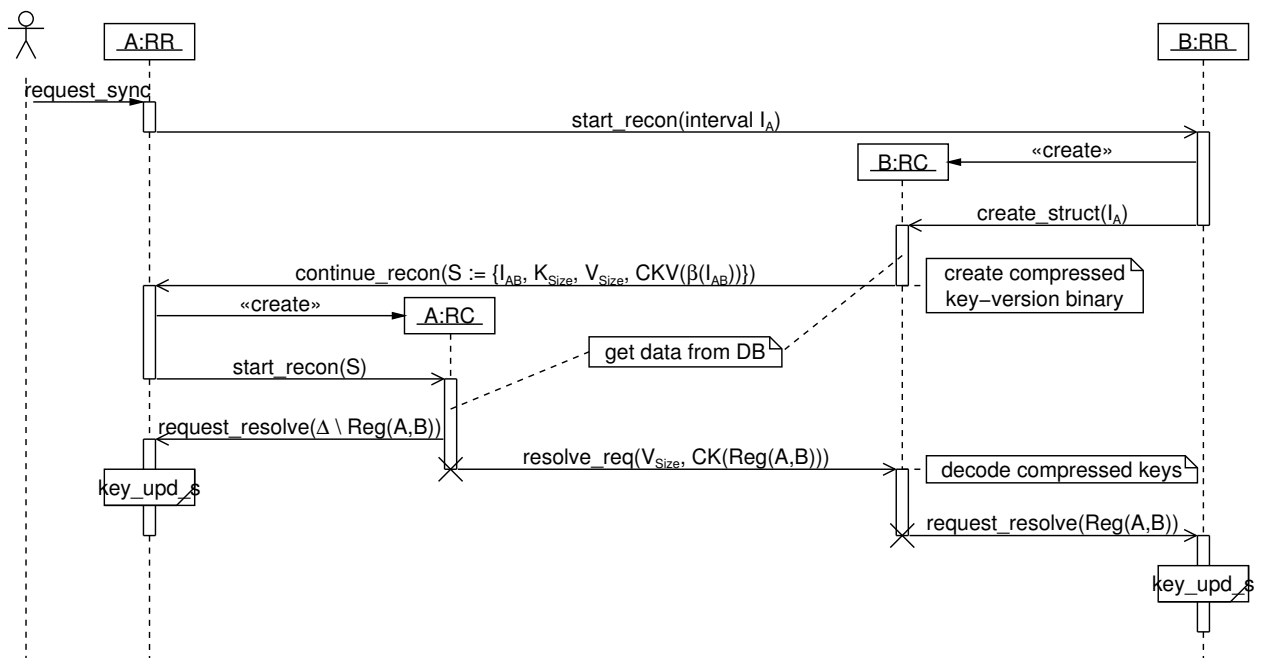 A:RR
B:RR
request_sync
start_recon(interval I_A)
«create»
B:RC
create_struct(I_A)
continue_recon(S := {I_AB, K_Size, V_Size, CKV(β(I_AB))})
create compressed
key−version binary
«create»
A:RC
get data from DB
start_recon(S)
request_resolve(Δ \ Reg(A,B))
resolve_req(V_Size, CK(Reg(A,B)))
decode compressed keys
key_upd_s
request_resolve(Reg(A,B))
key_upd_s